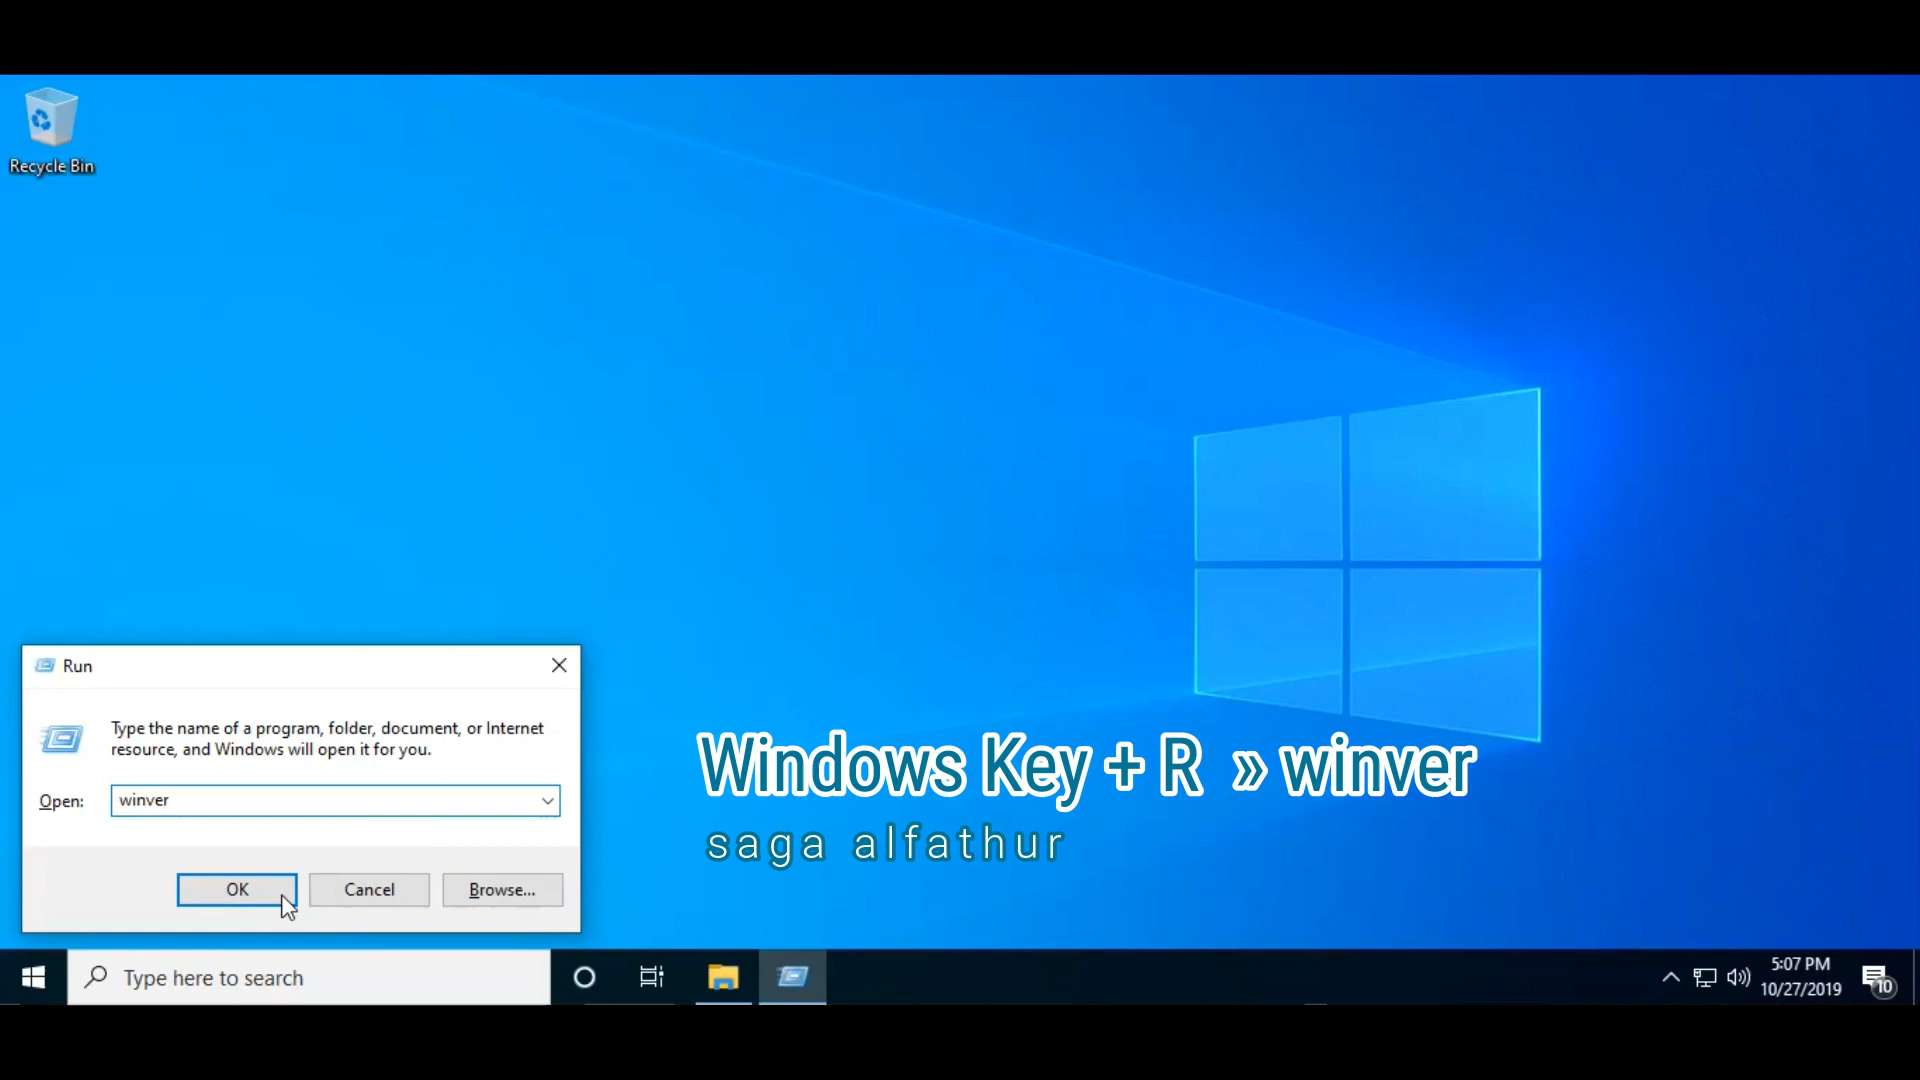 Recycle Bin
Run
Type the name of a program, folder, document, or Internet
resource, and Windows will open it for you.
Open: winver
OK Cancel Browse...
Windows Key + R » winver
saga alfathur
Type here to search
5:07 PM
10/27/2019
10